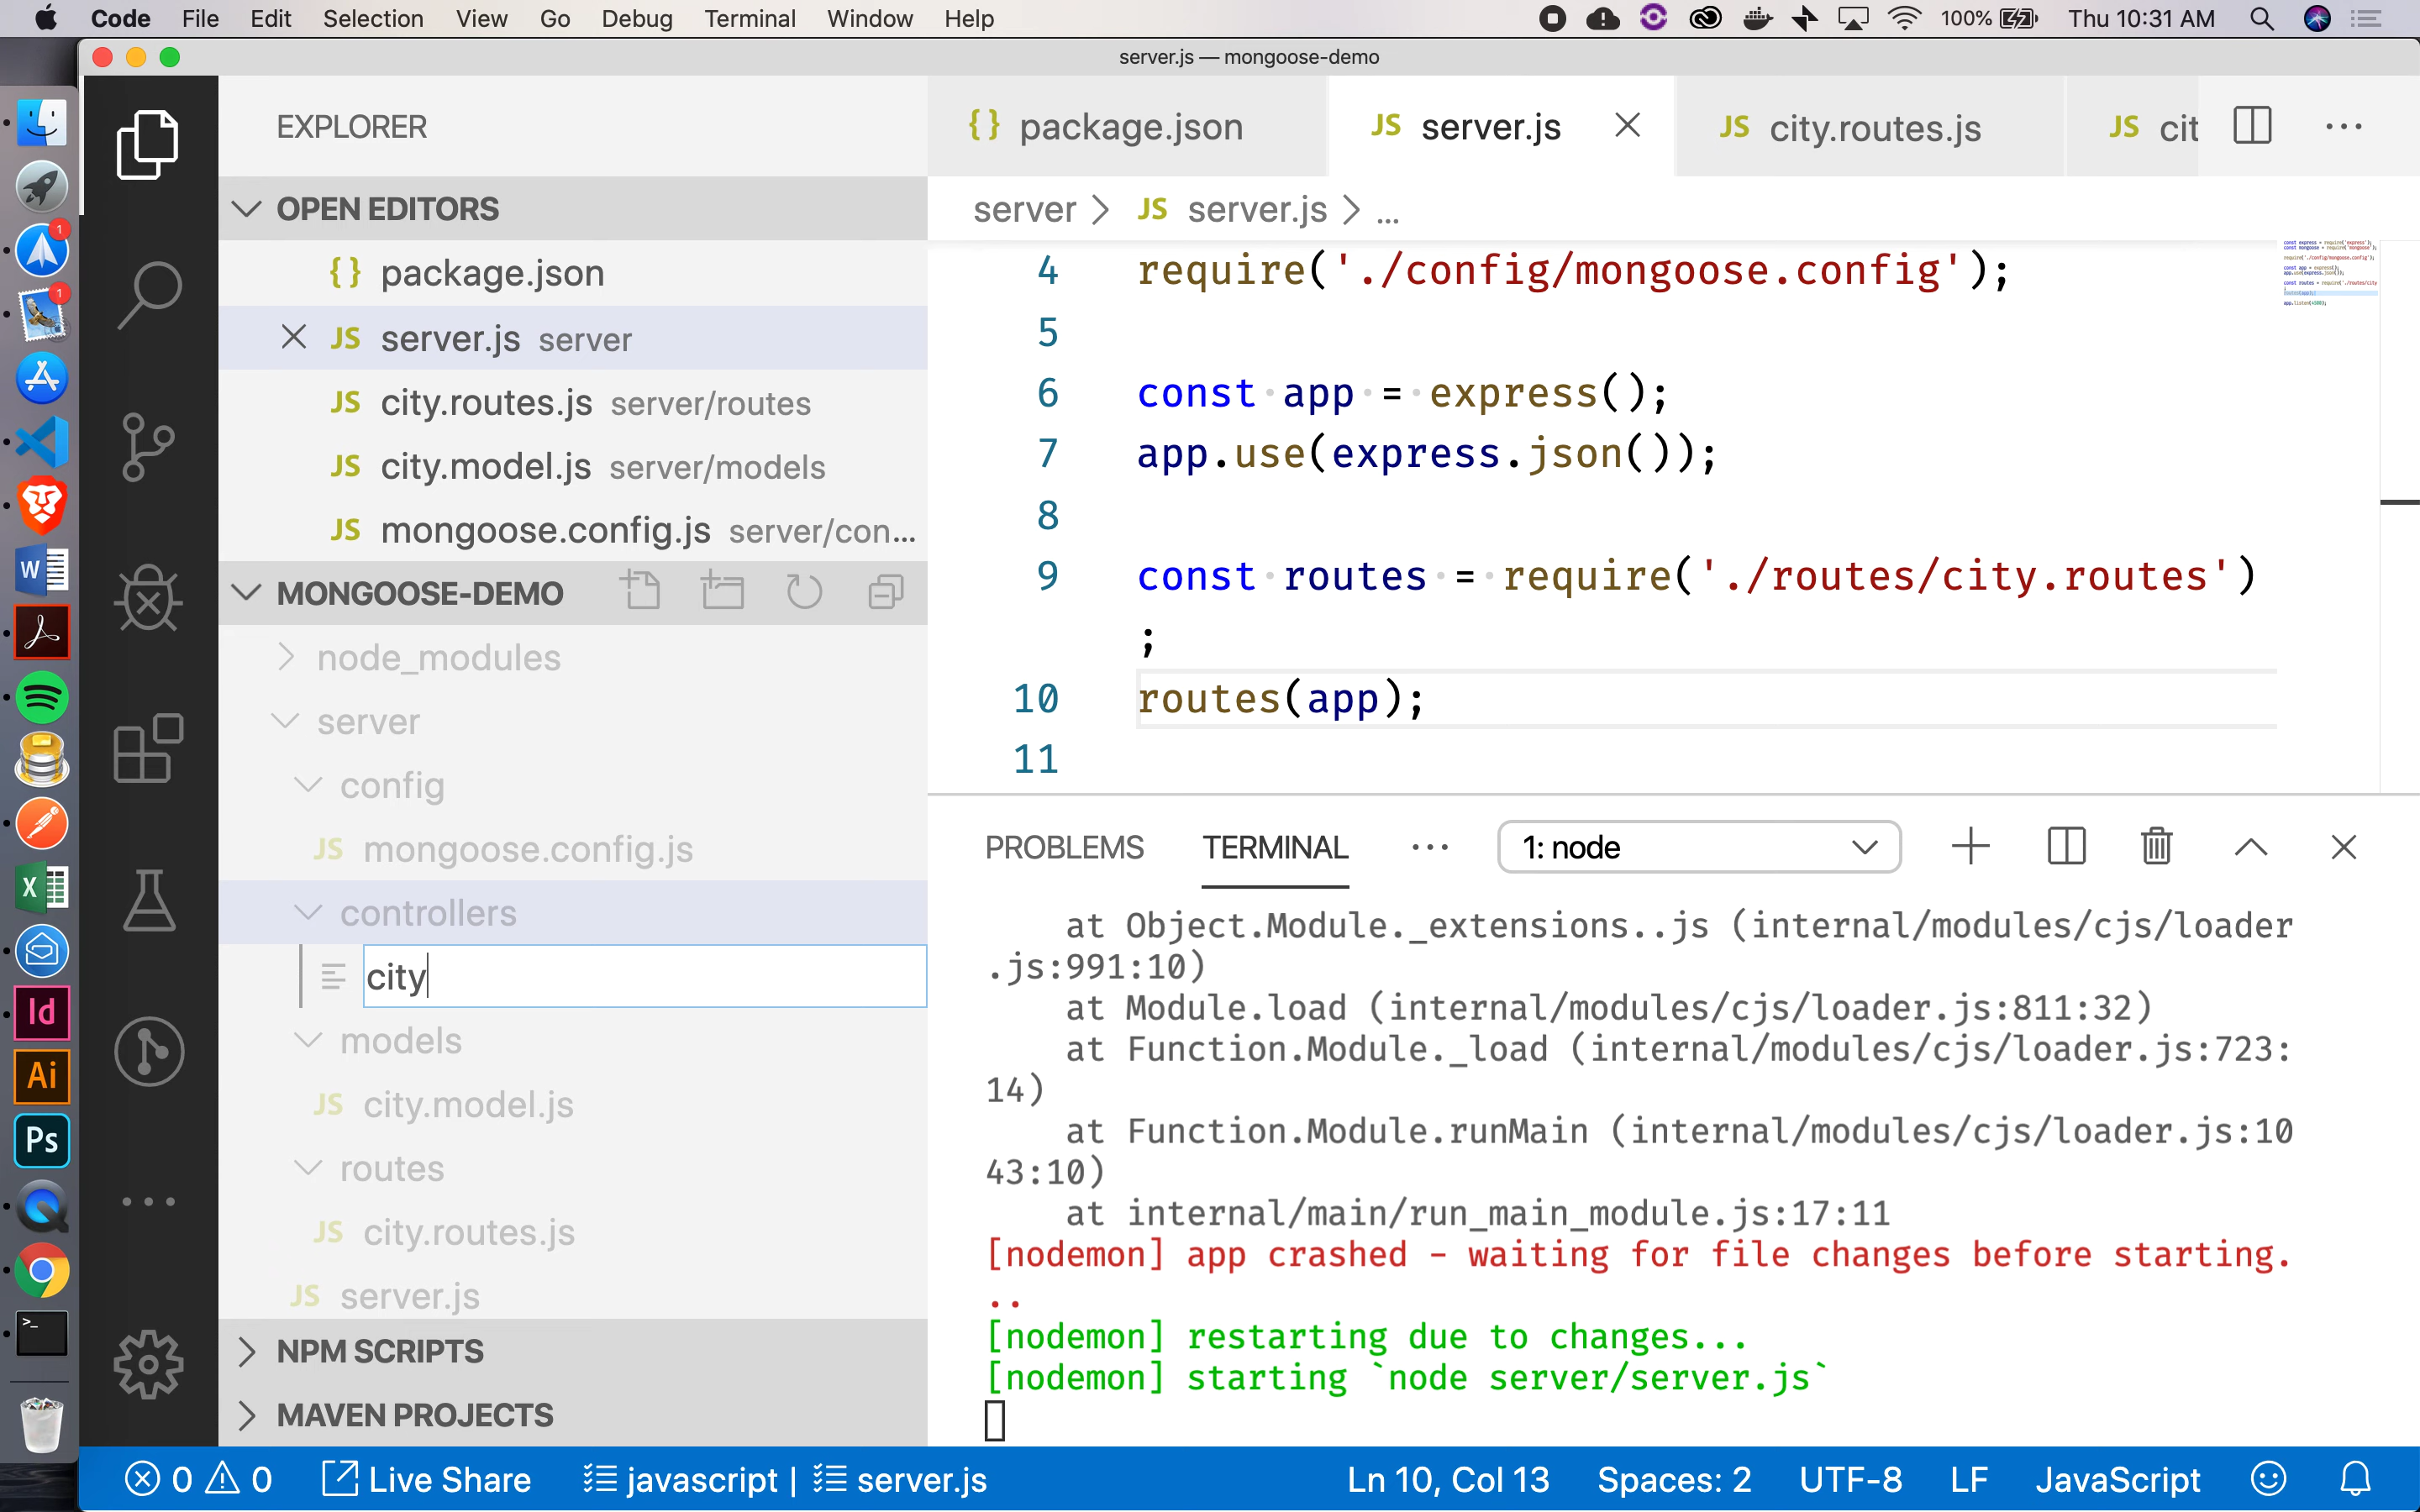 Code File Edit Selection View Go Debug Terminal Window Help 100% Thu 10:31 AM
server.js — mongoose-demo
EXPLORER
OPEN EDITORS
{} package.json
JS server.js server
JS city.routes.js server/routes
JS city.model.js server/models
JS mongoose.config.js server/con...
MONGOOSE-DEMO
node_modules
server
config
JS mongoose.config.js
controllers
city
models
JS city.model.js
routes
JS city.routes.js
JS server.js
NPM SCRIPTS
MAVEN PROJECTS
{} package.json JS server.js JS city.routes.js JS cit
server > JS server.js > ...
4 require('./config/mongoose.config');
5
6 const app = express();
7 app.use(express.json());
8
9 const routes = require('./routes/city.routes')
;
10 routes(app);
11
PROBLEMS TERMINAL ... 1: node
at Object.Module._extensions..js (internal/modules/cjs/loader
.js:991:10)
at Module.load (internal/modules/cjs/loader.js:811:32)
at Function.Module._load (internal/modules/cjs/loader.js:723:
14)
at Function.Module.runMain (internal/modules/cjs/loader.js:10
43:10)
at internal/main/run_main_module.js:17:11
[nodemon] app crashed - waiting for file changes before starting.
..
[nodemon] restarting due to changes...
[nodemon] starting `node server/server.js`
0 0 Live Share javascript | server.js Ln 10, Col 13 Spaces: 2 UTF-8 LF JavaScript
1
1
W
X
Id
Ai
Ps
>_